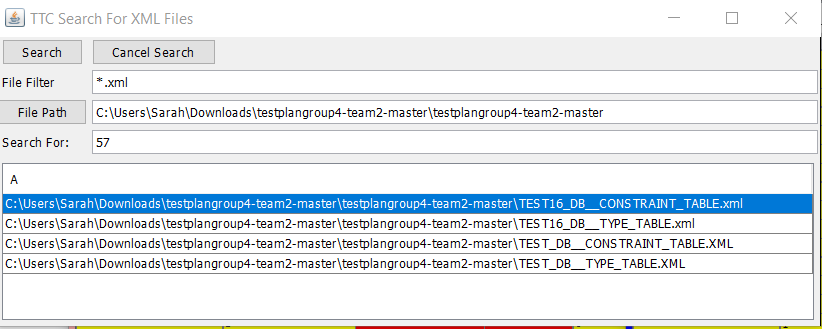 TTC Search For XML Files
Search Cancel Search
File Filter *.xml
File Path C:\Users\Sarah\Downloads\testplangroup4-team2-master\testplangroup4-team2-master
Search For: 57
A
C:\Users\Sarah\Downloads\testplangroup4-team2-master\testplangroup4-team2-master\TEST16_DB__CONSTRAINT_TABLE.xml
C:\Users\Sarah\Downloads\testplangroup4-team2-master\testplangroup4-team2-master\TEST16_DB__TYPE_TABLE.xml
C:\Users\Sarah\Downloads\testplangroup4-team2-master\testplangroup4-team2-master\TEST_DB__CONSTRAINT_TABLE.XML
C:\Users\Sarah\Downloads\testplangroup4-team2-master\testplangroup4-team2-master\TEST_DB__TYPE_TABLE.XML